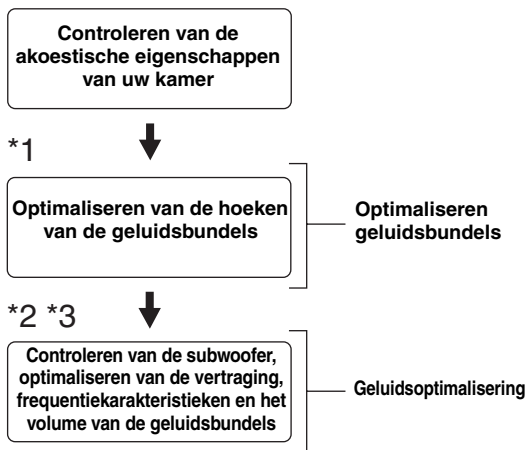 Controleren van de
akoestische eigenschappen
van uw kamer
*1
Optimaliseren van de hoeken
van de geluidsbundels
Optimaliseren
geluidsbundels
*2 *3
Controleren van de subwoofer,
optimaliseren van de vertraging,
frequentiekarakteristieken en het
volume van de geluidsbundels
Geluidsoptimalisering